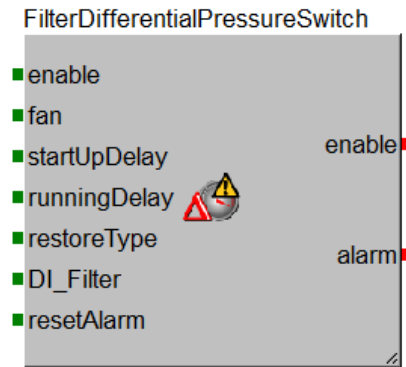 FilterDifferentialPressureSwitch
enable
fan
startUpDelay
runningDelay
restoreType
DI_Filter
resetAlarm
enable
alarm